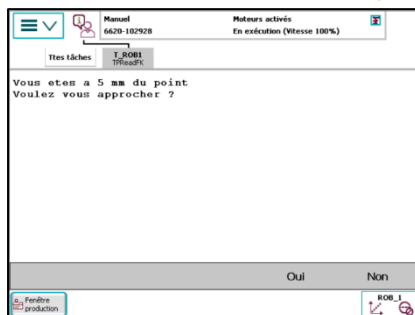 Manuel
6620-102928
Moteurs activés
En exécution (Vitesse 100%)
Ttes tâches
T_ROB1
TPReadFK
Vous etes a 5 mm du point
Voulez vous approcher ?
Oui
Non
Fenêtre
production
ROB_1